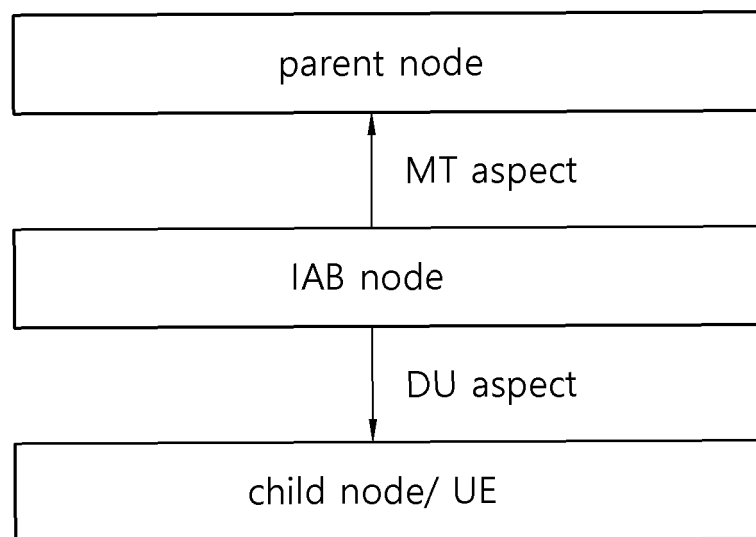 parent node
MT aspect
IAB node
DU aspect
child node/ UE